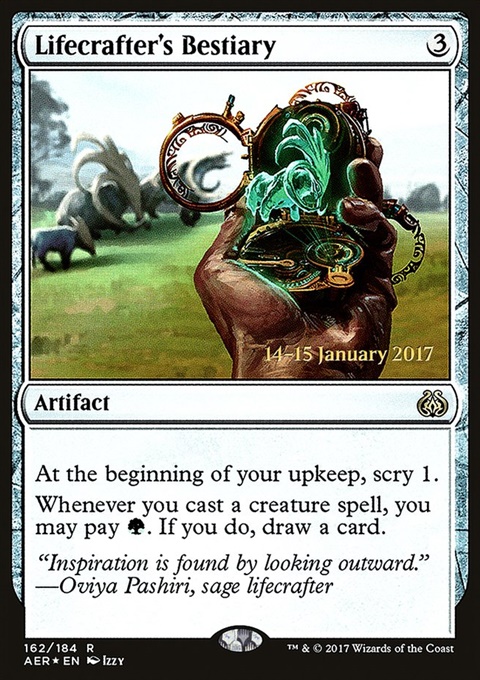 Lifecrafter's Bestiary 3
14–15 January 2017
Artifact
At the beginning of your upkeep, scry 1.
Whenever you cast a creature spell, you
may pay . If you do, draw a card.
“Inspiration is found by looking outward.”
—Oviya Pashiri, sage lifecrafter
162/184 R
AER★EN Izzy
™ & © 2017 Wizards of the Coast